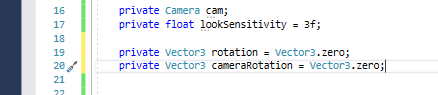 16 private Camera cam;
17 private float lookSensitivity = 3f;
18
19 private Vector3 rotation = Vector3.zero;
20 private Vector3 cameraRotation = Vector3.zero;
21
22